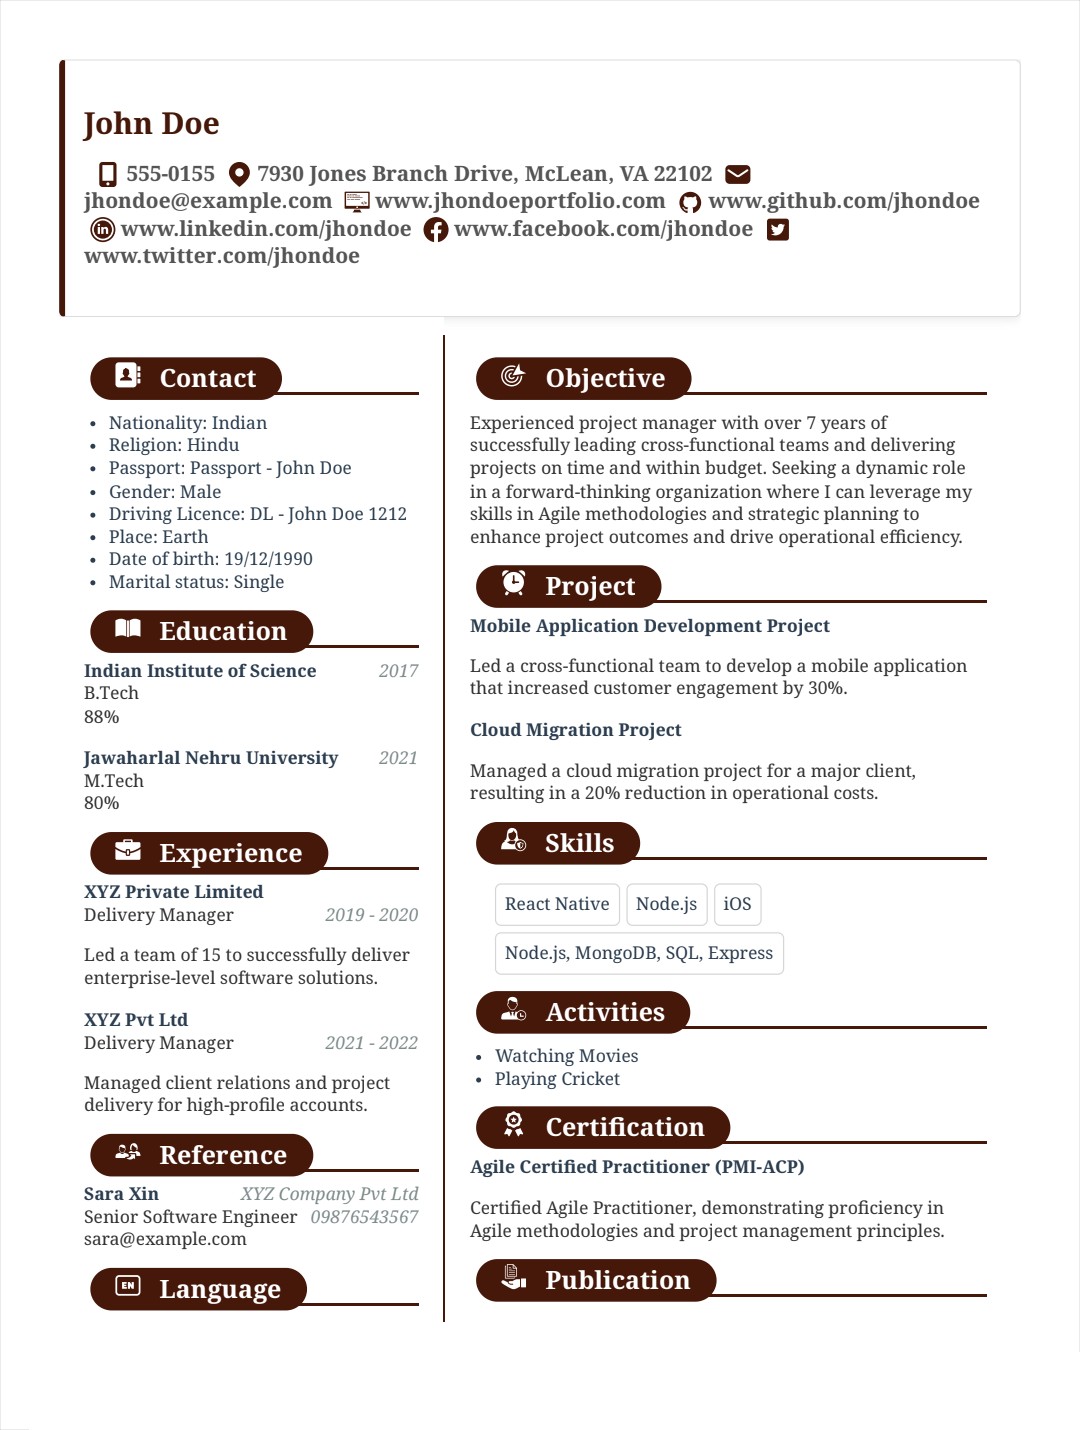 John Doe
555-0155 7930 Jones Branch Drive, McLean, VA 22102
jhondoe@example.com www.jhondoeportfolio.com www.github.com/jhondoe
www.linkedin.com/jhondoe www.facebook.com/jhondoe
www.twitter.com/jhondoe
Contact
• Nationality: Indian
• Religion: Hindu
• Passport: Passport - John Doe
• Gender: Male
• Driving Licence: DL - John Doe 1212
• Place: Earth
• Date of birth: 19/12/1990
• Marital status: Single
Education
Indian Institute of Science 2017
B.Tech
88%
Jawaharlal Nehru University 2021
M.Tech
80%
Experience
XYZ Private Limited
Delivery Manager 2019 - 2020
Led a team of 15 to successfully deliver
enterprise-level software solutions.
XYZ Pvt Ltd
Delivery Manager 2021 - 2022
Managed client relations and project
delivery for high-profile accounts.
Reference
Sara Xin XYZ Company Pvt Ltd
Senior Software Engineer 09876543567
sara@example.com
EN Language
Objective
Experienced project manager with over 7 years of
successfully leading cross-functional teams and delivering
projects on time and within budget. Seeking a dynamic role
in a forward-thinking organization where I can leverage my
skills in Agile methodologies and strategic planning to
enhance project outcomes and drive operational efficiency.
Project
Mobile Application Development Project
Led a cross-functional team to develop a mobile application
that increased customer engagement by 30%.
Cloud Migration Project
Managed a cloud migration project for a major client,
resulting in a 20% reduction in operational costs.
Skills
React Native Node.js iOS
Node.js, MongoDB, SQL, Express
Activities
• Watching Movies
• Playing Cricket
Certification
Agile Certified Practitioner (PMI-ACP)
Certified Agile Practitioner, demonstrating proficiency in
Agile methodologies and project management principles.
Publication